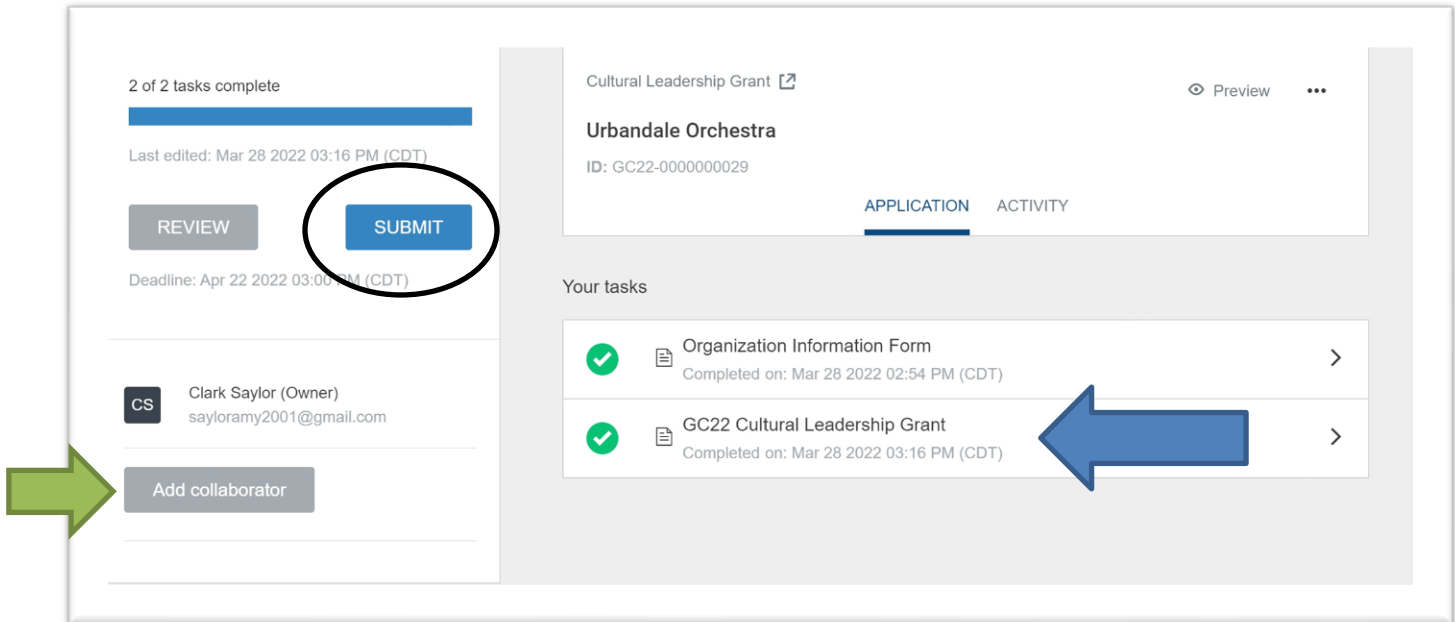 2 of 2 tasks complete
Last edited: Mar 28 2022 03:16 PM (CDT)
REVIEW
SUBMIT
Deadline: Apr 22 2022 03:00 PM (CDT)
CS
Clark Saylor (Owner)
sayloramy2001@gmail.com
Add collaborator
Cultural Leadership Grant
Preview
Urbandale Orchestra
ID: GC22-0000000029
APPLICATION
ACTIVITY
Your tasks
Organization Information Form
Completed on: Mar 28 2022 02:54 PM (CDT)
GC22 Cultural Leadership Grant
Completed on: Mar 28 2022 03:16 PM (CDT)